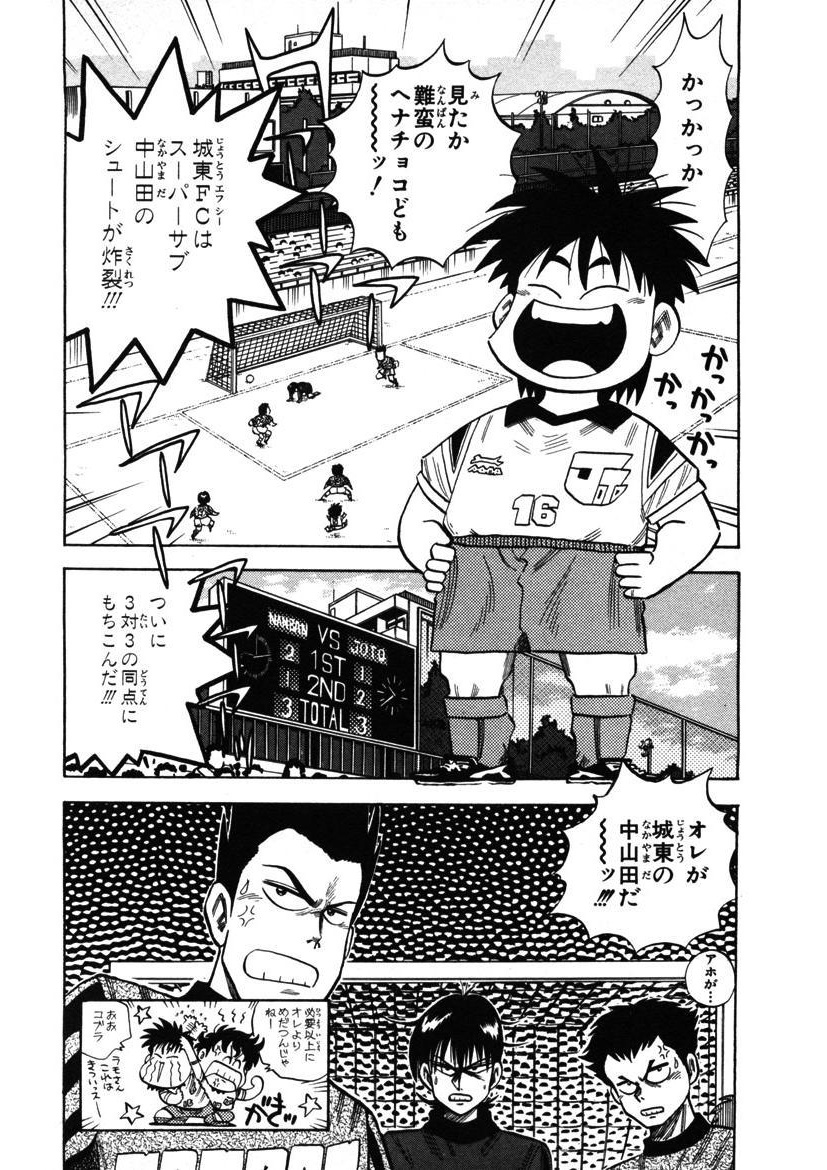 かっかっか
見たか
難蛮の
ヘナチョコども
〜〜〜ッ!
城東FCは
スーパーサブ
中山田の
シュートが炸裂!!!
かっかっかっ
かっ
16
ついに
3対3の同点に
もちこんだ!!!
NANBAN VS JOTO
2 1ST 1
1 2ND 2
3 TOTAL 3
オレが
城東の
中山田だ
〜〜〜ッ!!!
アホが…
必要以上に
オレより
めだつんじゃ
ねー
ああ
コブラ
ラモさん
これは
きついっスー